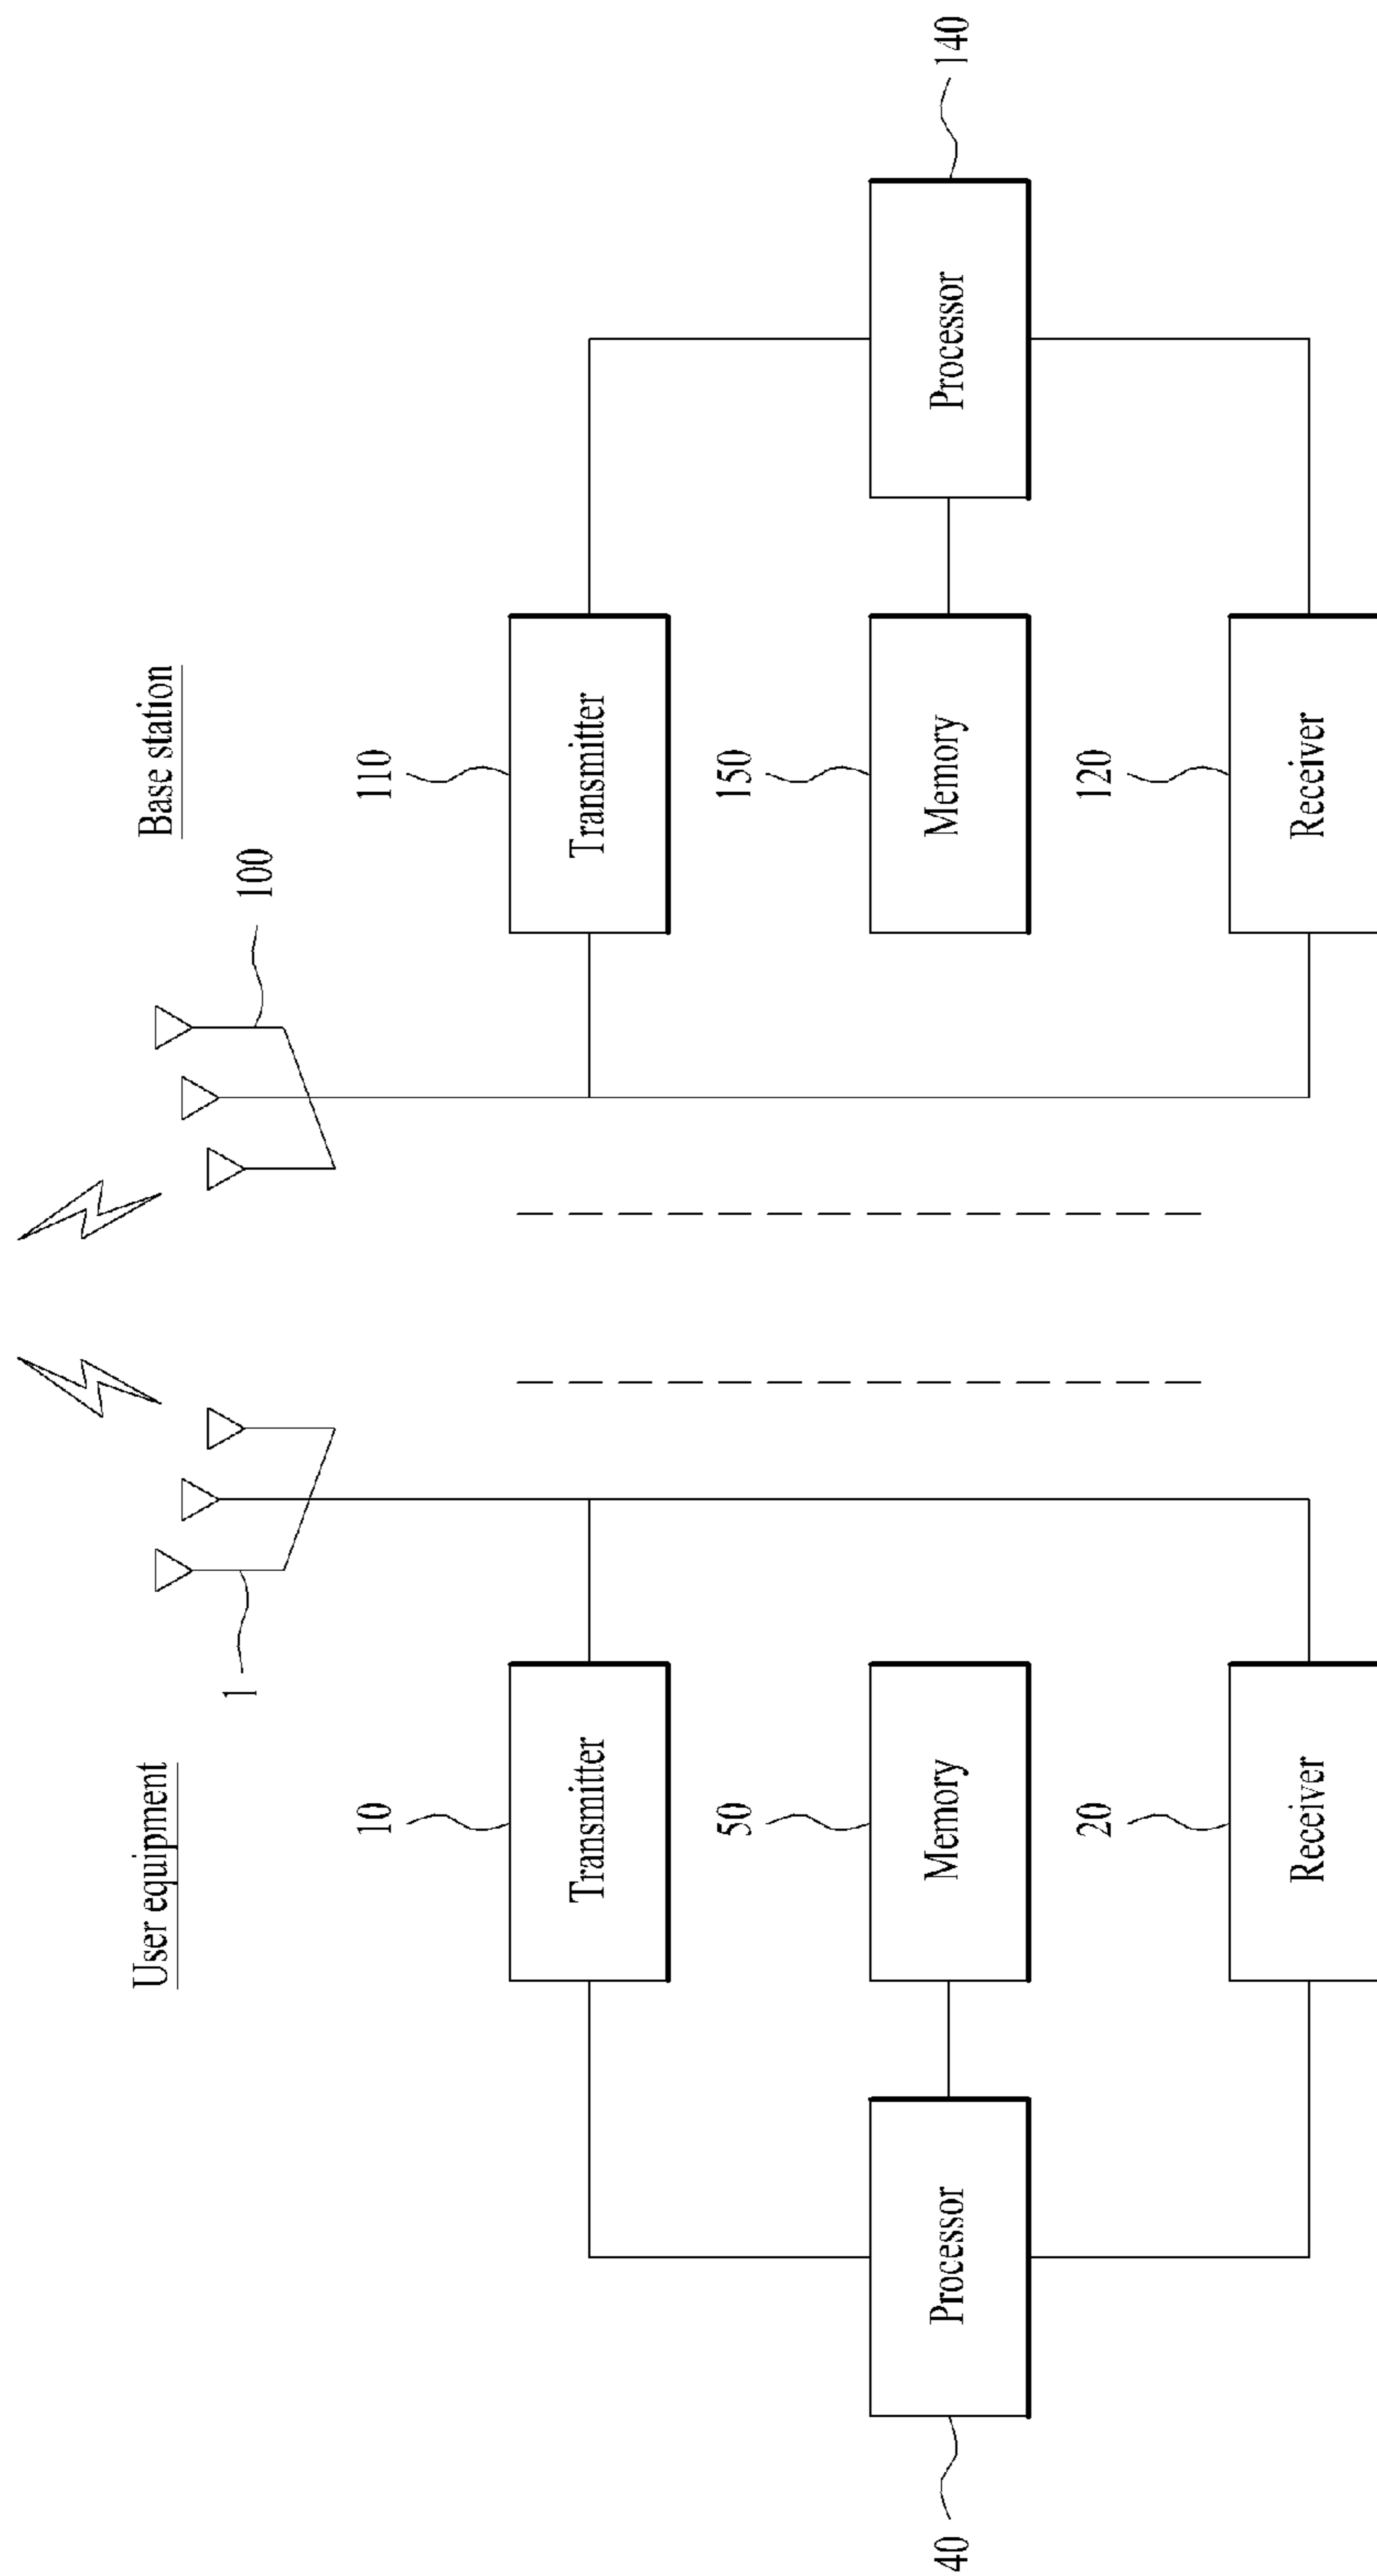 User equipment
Base station
1
100
10
110
Transmitter
Transmitter
40
50
150
140
Processor
Memory
Memory
Processor
20
120
Receiver
Receiver